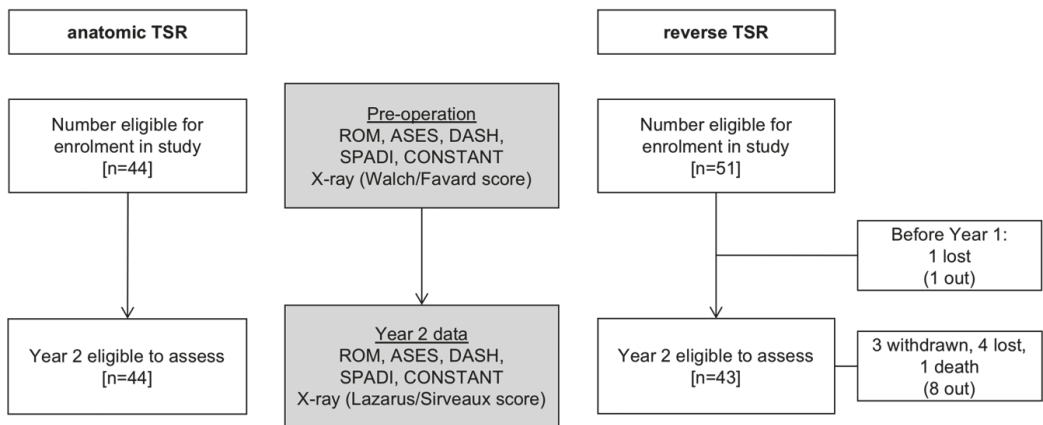 anatomic TSR
reverse TSR
Number eligible for
enrolment in study
[n=44]
Pre-operation
ROM, ASES, DASH,
SPADI, CONSTANT
X-ray (Walch/Favard score)
Number eligible for
enrolment in study
[n=51]
Before Year 1:
1 lost
(1 out)
Year 2 eligible to assess
[n=44]
Year 2 data
ROM, ASES, DASH,
SPADI, CONSTANT
X-ray (Lazarus/Sirveaux score)
Year 2 eligible to assess
[n=43]
3 withdrawn, 4 lost,
1 death
(8 out)